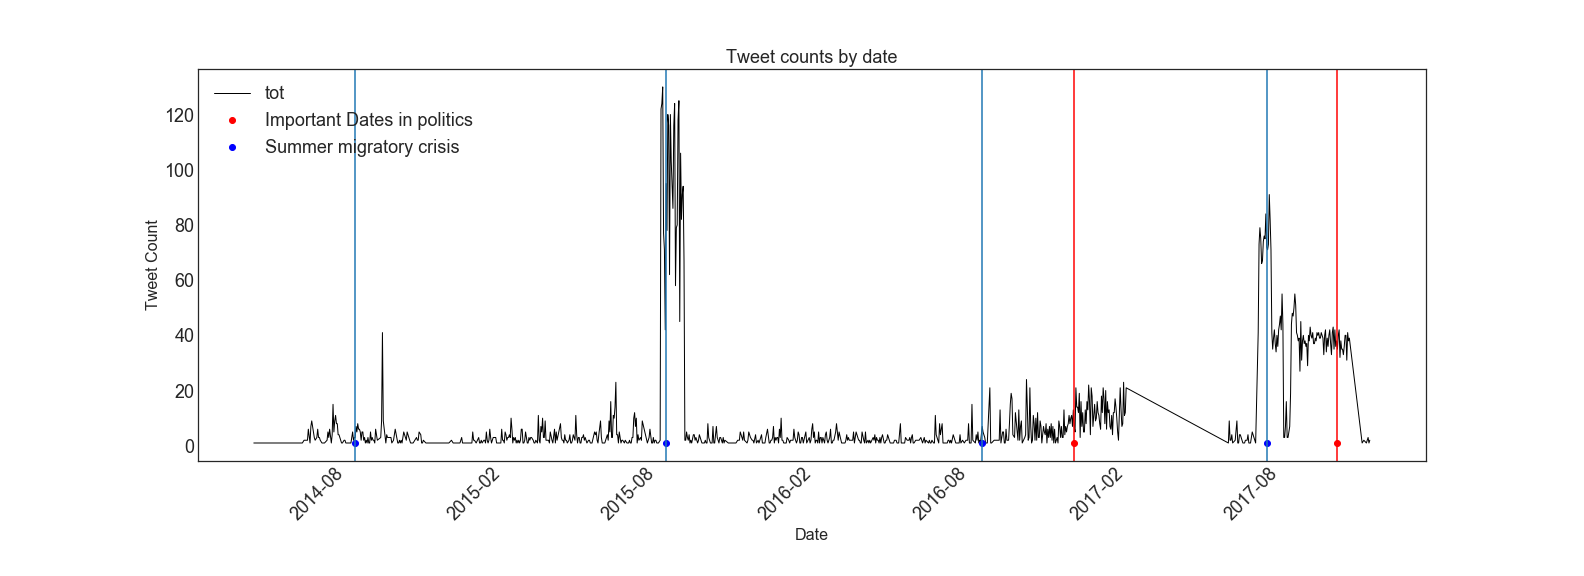 Tweet counts by date
tot
Important Dates in politics
Summer migratory crisis
Tweet Count
120
100
80
60
40
20
0
2014-08
2015-02
2015-08
2016-02
2016-08
2017-02
2017-08
Date